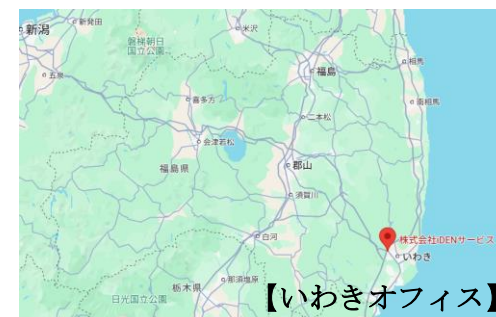 新発田
新潟
米沢
磐梯朝日
国立公園
五泉
福島
相馬
喜多方
南相馬
二本松
会津若松
福島県
郡山
須賀川
白河
株式会社iDENサービス
いわき
那須塩原
栃木県
日光国立公園
【いわきオフィス】